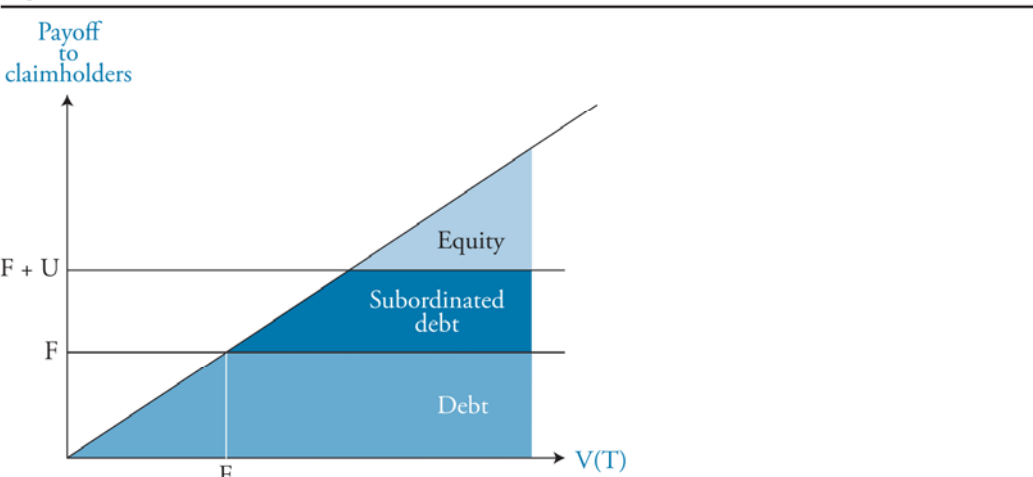 Payoff
to
claimholders
Equity
F + U
Subordinated
debt
F
Debt
V(T)
F